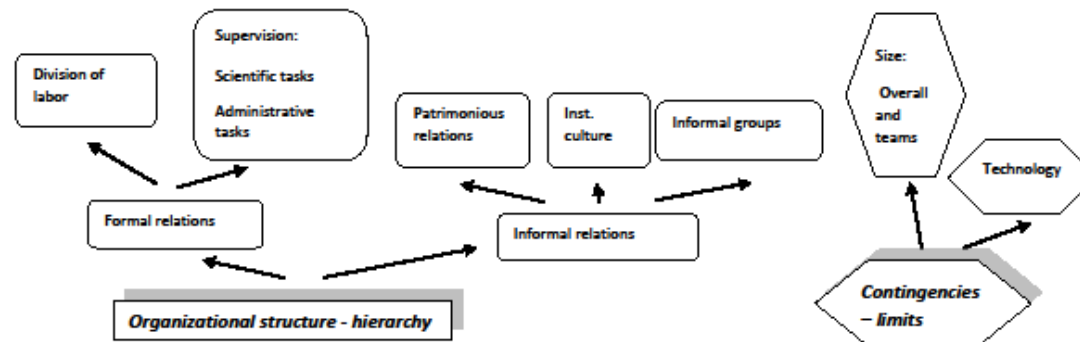 Division of
labor
Supervision:
Scientific tasks
Administrative
tasks
Patrimonious
relations
Inst.
culture
Informal groups
Size:
Overall
and
teams
Technology
Formal relations
Informal relations
Organizational structure - hierarchy
Contingencies
– limits